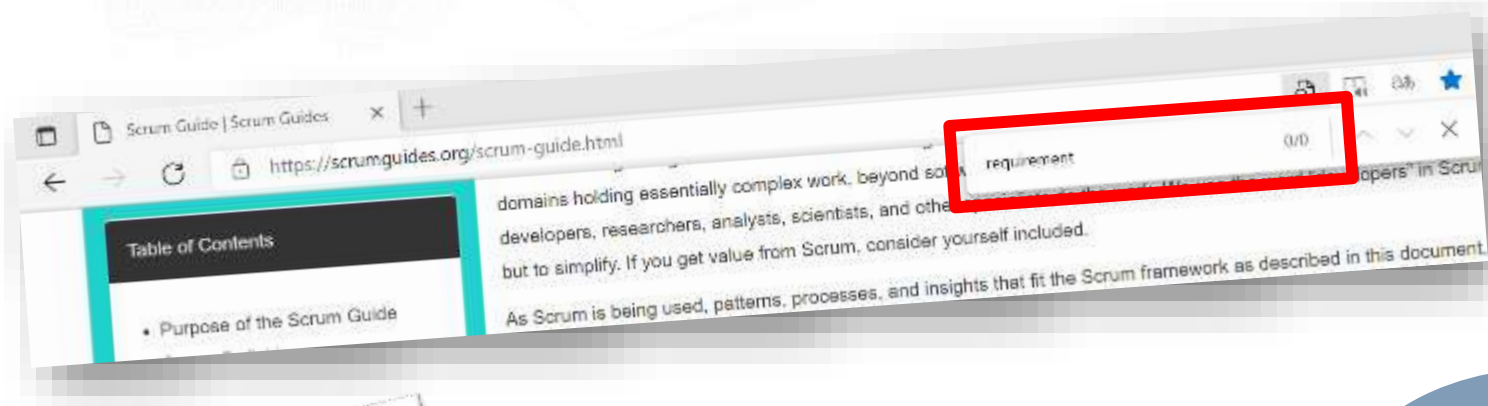 Scrum Guide | Scrum Guides
https://scrumguides.org/scrum-guide.html
requirement 0/0
Table of Contents
• Purpose of the Scrum Guide
domains holding essentially complex work, beyond
developers, researchers, analysts, scientists, and
in
but to simplify. If you get value from Scrum, consider yourself included.
As Scrum is being used, patterns, processes, and insights that fit the Scrum framework as described in this document,